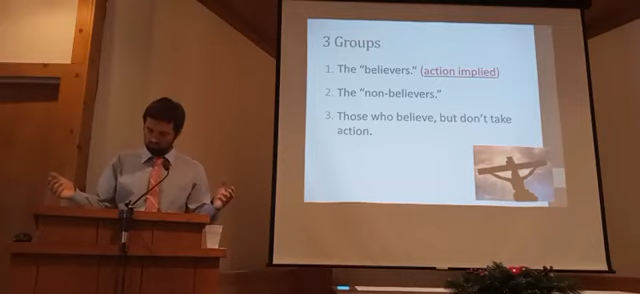 3 Groups
1. The “believers.” (action implied)
2. The “non-believers.”
3. Those who believe, but don’t take
action.